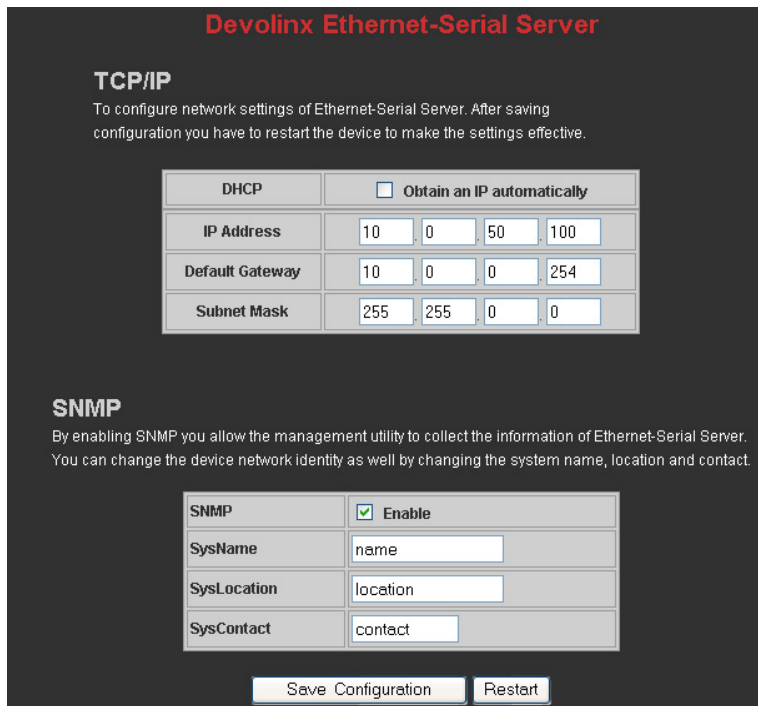 Devolinx Ethernet-Serial Server
TCP/IP
To configure network settings of Ethernet-Serial Server. After saving
configuration you have to restart the device to make the settings effective.
DHCP Obtain an IP automatically
IP Address 10 . 0 . 50 . 100
Default Gateway 10 . 0 . 0 . 254
Subnet Mask 255 . 255 . 0 . 0
SNMP
By enabling SNMP you allow the management utility to collect the information of Ethernet-Serial Server.
You can change the device network identity as well by changing the system name, location and contact.
SNMP Enable
SysName name
SysLocation location
SysContact contact
Save Configuration Restart